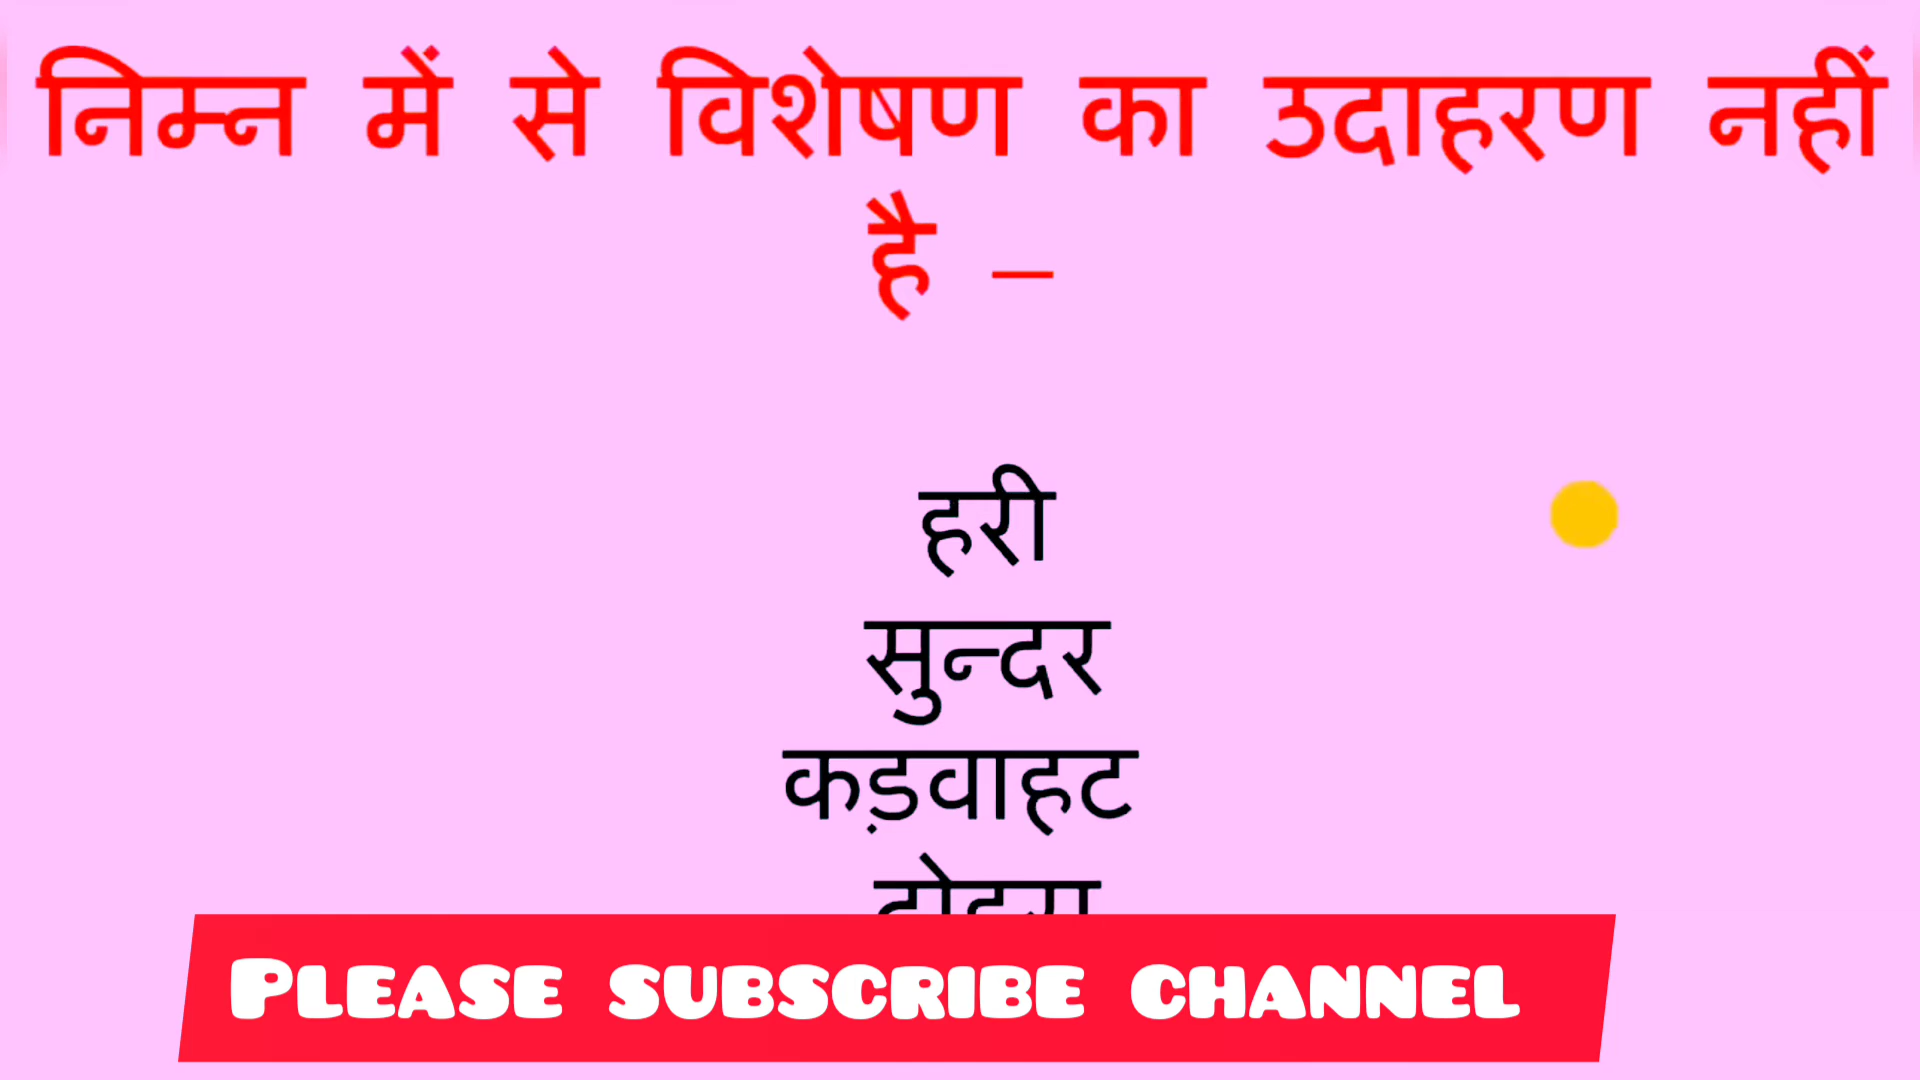 निम्न में से विशेषण का उदाहरण नहीं
है –
हरी
सुन्दर
कड़वाहट
PLEASE SUBSCRIBE CHANNEL